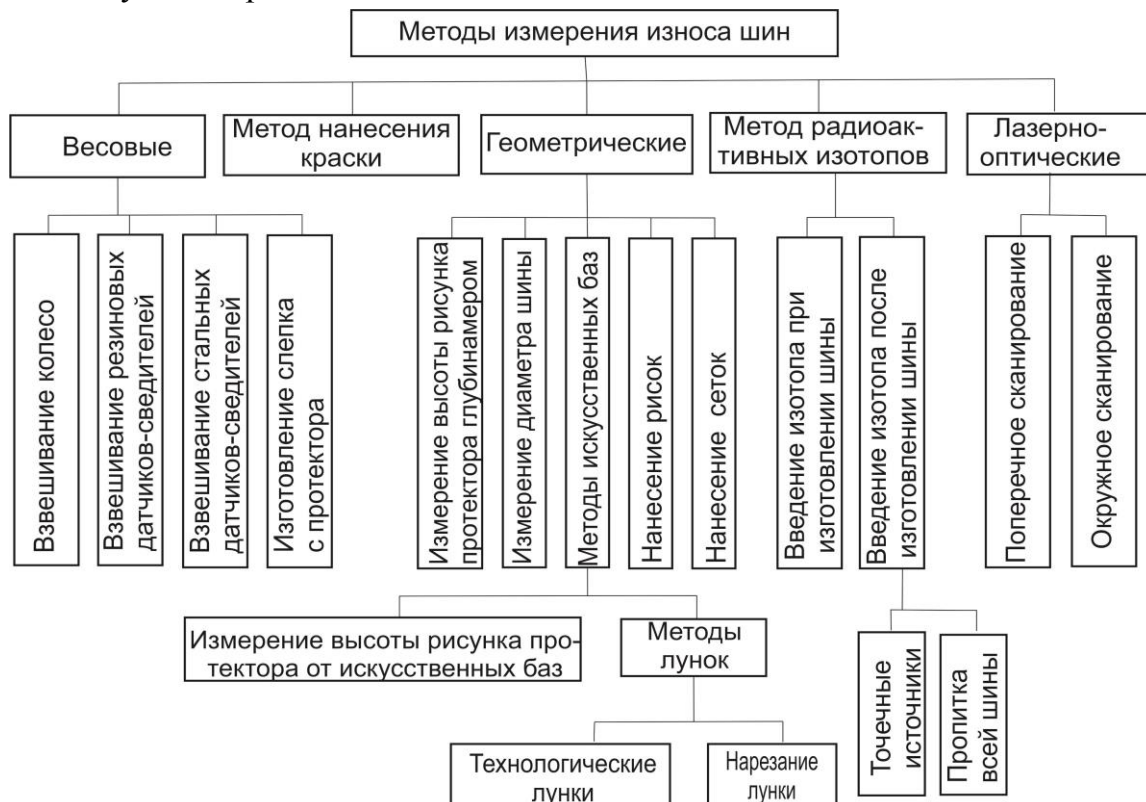 Методы измерения износа шин
Весовые
Метод нанесения
краски
Геометрические
Метод радиоак-
тивных изотопов
Лазерно-
оптические
Взвешивание колесо
Взвешивание резиновых
датчиков-сведителей
Взвешивание стальных
датчиков-сведителей
Изготовление слепка
с протектора
Измерение высоты рисунка
протектора глубинамером
Измерение диаметра шины
Методы искусственных баз
Нанесение рисок
Нанесение сеток
Введение изотопа при
изготовлении шины
Введение изотопа после
изготовлении шины
Поперечное сканирование
Окружное сканирование
Измерение высоты рисунка про-
тектора от искусственных баз
Методы
лунок
Точечные
источники
Пропитка
всей шины
Технологические
лунки
Нарезание
лунки